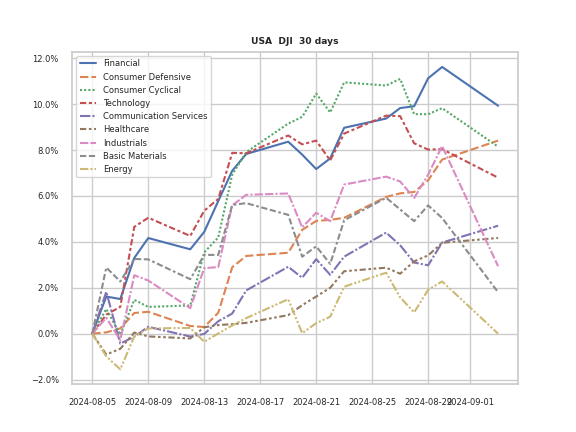 USA DJI 30 days
12.0%
10.0%
8.0%
6.0%
4.0%
2.0%
0.0%
−2.0%
Financial
Consumer Defensive
Consumer Cyclical
Technology
Communication Services
Healthcare
Industrials
Basic Materials
Energy
2024-08-05 2024-08-09 2024-08-13 2024-08-17 2024-08-21 2024-08-25 2024-08-29 2024-09-01